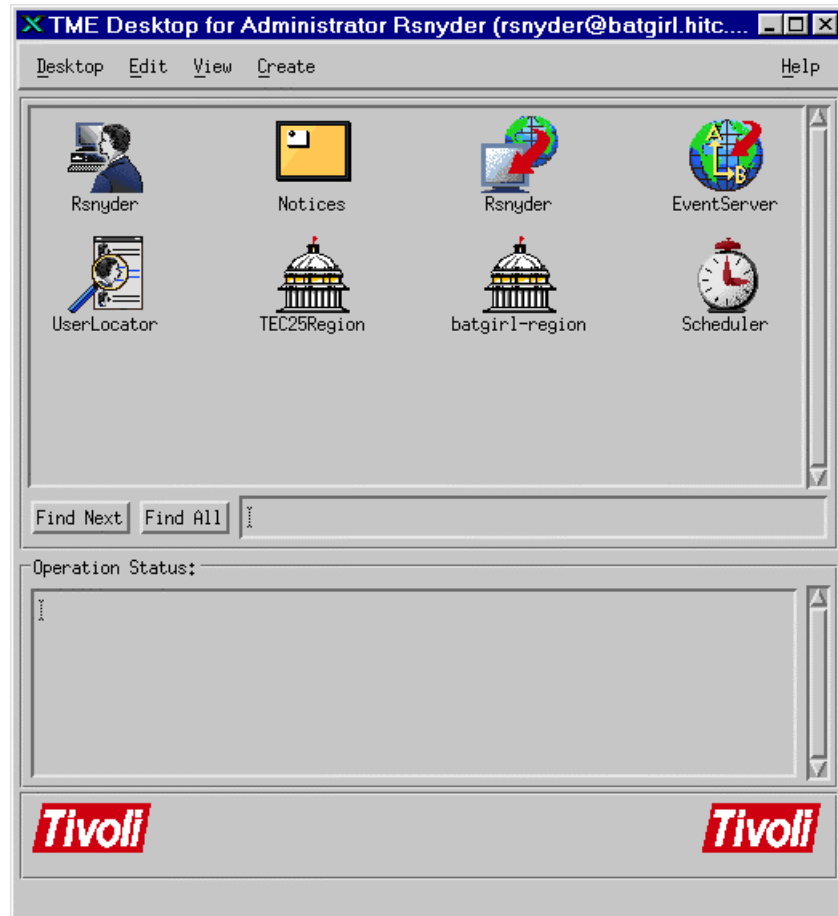 TME Desktop for Administrator Rsnyder (rsnyder@batgirl.hitc....
Desktop Edit View Create Help
Rsnyder Notices Rsnyder EventServer
UserLocator TEC25Region batgirl-region Scheduler
Find Next Find All
Operation Status:
Tivoli Tivoli